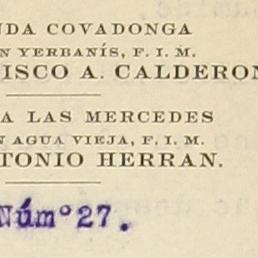 NDA COVADONGA
N YERBANÍS, F. I. M.
ISCO A. CALDERON
A LAS MERCEDES
N AGUA VIEJA, F. I. M.
TONIO HERRAN.
Núm° 27.